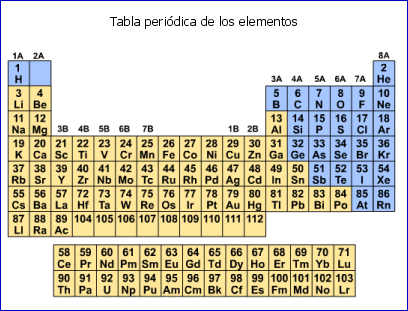 Tabla periódica de los elementos
1A 2A 8A
1 2
H He
3A 4A 5A 6A 7A
3 4 5 6 7 8 9 10
Li Be B C N O F Ne
11 12 13 14 15 16 17 18
Na Mg Al Si P S Cl Ar
3B 4B 5B 6B 7B 1B 2B
19 20 21 22 23 24 25 26 27 28 29 30 31 32 33 34 35 36
K Ca Sc Ti V Cr Mn Fe Co Ni Cu Zn Ga Ge As Se Br Kr
37 38 39 40 41 42 43 44 45 46 47 48 49 50 51 52 53 54
Rb Sr Y Zr Nb Mo Tc Ru Rh Pd Ag Cd In Sn Sb Te I Xe
55 56 57 72 73 74 75 76 77 78 79 80 81 82 83 84 85 86
Cs Ba La Hf Ta W Re Os Ir Pt Au Hg Tl Pb Bi Po At Rn
87 88 89 104 105 106 107 108 109 110 111 112
Ll Ra Ac
58 59 60 61 62 63 64 65 66 67 68 69 70 71
Ce Pr Nd Pm Sm Eu Gd Td Dy Ho Er Tm Yb Lu
90 91 92 93 94 95 96 97 98 99 100 101 102 103
Th Pa U Np Pu Am Cm Bk Cf Es Fm Md No Lr